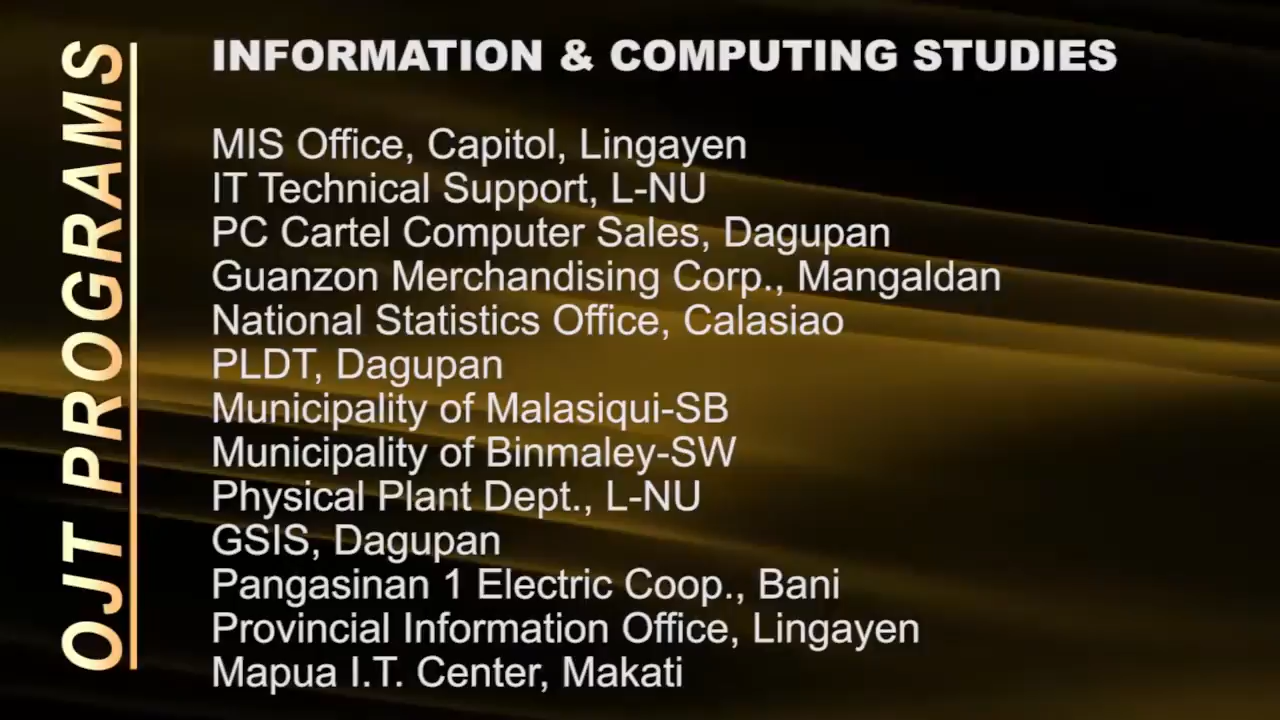 OJT PROGRAMS
INFORMATION & COMPUTING STUDIES
MIS Office, Capitol, Lingayen
IT Technical Support, L-NU
PC Cartel Computer Sales, Dagupan
Guanzon Merchandising Corp., Mangaldan
National Statistics Office, Calasiao
PLDT, Dagupan
Municipality of Malasiqui-SB
Municipality of Binmaley-SW
Physical Plant Dept., L-NU
GSIS, Dagupan
Pangasinan 1 Electric Coop., Bani
Provincial Information Office, Lingayen
Mapua I.T. Center, Makati